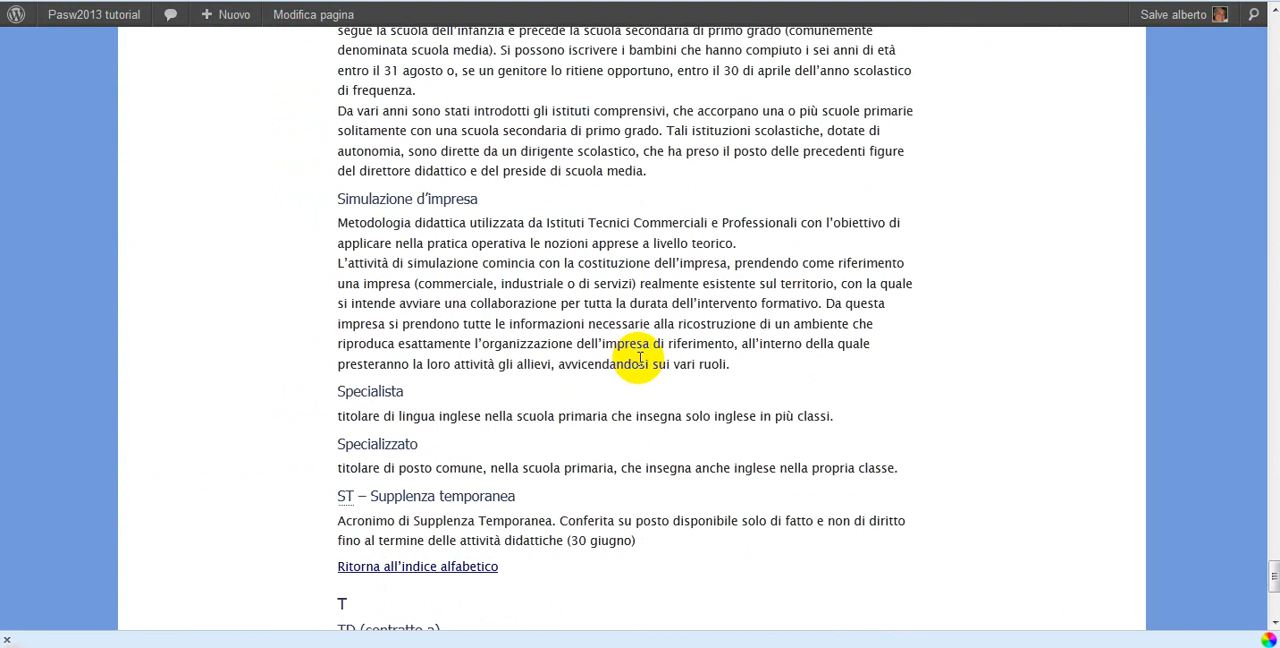 Pasw2013 tutorial Nuovo Modifica pagina Salve alberto
segue la scuola dell'infanzia e precede la scuola secondaria di primo grado (comunemente
denominata scuola media). Si possono iscrivere i bambini che hanno compiuto i sei anni di età
entro il 31 agosto o, se un genitore lo ritiene opportuno, entro il 30 di aprile dell'anno scolastico
di frequenza.
Da vari anni sono stati introdotti gli istituti comprensivi, che accorpano una o più scuole primarie
solitamente con una scuola secondaria di primo grado. Tali istituzioni scolastiche, dotate di
autonomia, sono dirette da un dirigente scolastico, che ha preso il posto delle precedenti figure
del direttore didattico e del preside di scuola media.
Simulazione d'impresa
Metodologia didattica utilizzata da Istituti Tecnici Commerciali e Professionali con l'obiettivo di
applicare nella pratica operativa le nozioni apprese a livello teorico.
L'attività di simulazione comincia con la costituzione dell'impresa, prendendo come riferimento
una impresa (commerciale, industriale o di servizi) realmente esistente sul territorio, con la quale
si intende avviare una collaborazione per tutta la durata dell'intervento formativo. Da questa
impresa si prendono tutte le informazioni necessarie alla ricostruzione di un ambiente che
riproduca esattamente l'organizzazione dell'impresa di riferimento, all'interno della quale
presteranno la loro attività gli allievi, avvicendandosi sui vari ruoli.
Specialista
titolare di lingua inglese nella scuola primaria che insegna solo inglese in più classi.
Specializzato
titolare di posto comune, nella scuola primaria, che insegna anche inglese nella propria classe.
ST – Supplenza temporanea
Acronimo di Supplenza Temporanea. Conferita su posto disponibile solo di fatto e non di diritto
fino al termine delle attività didattiche (30 giugno)
Ritorna all'indice alfabetico
T
TD (contratto a)